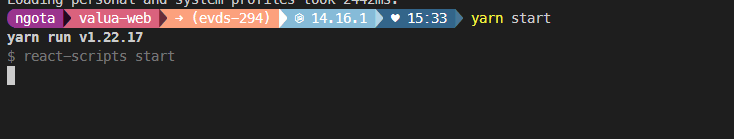 Loading personal and system profiles took 2442ms.
ngota valua-web ➜ (evds-294) 14.16.1 ♥ 15:33 yarn start
yarn run v1.22.17
$ react-scripts start